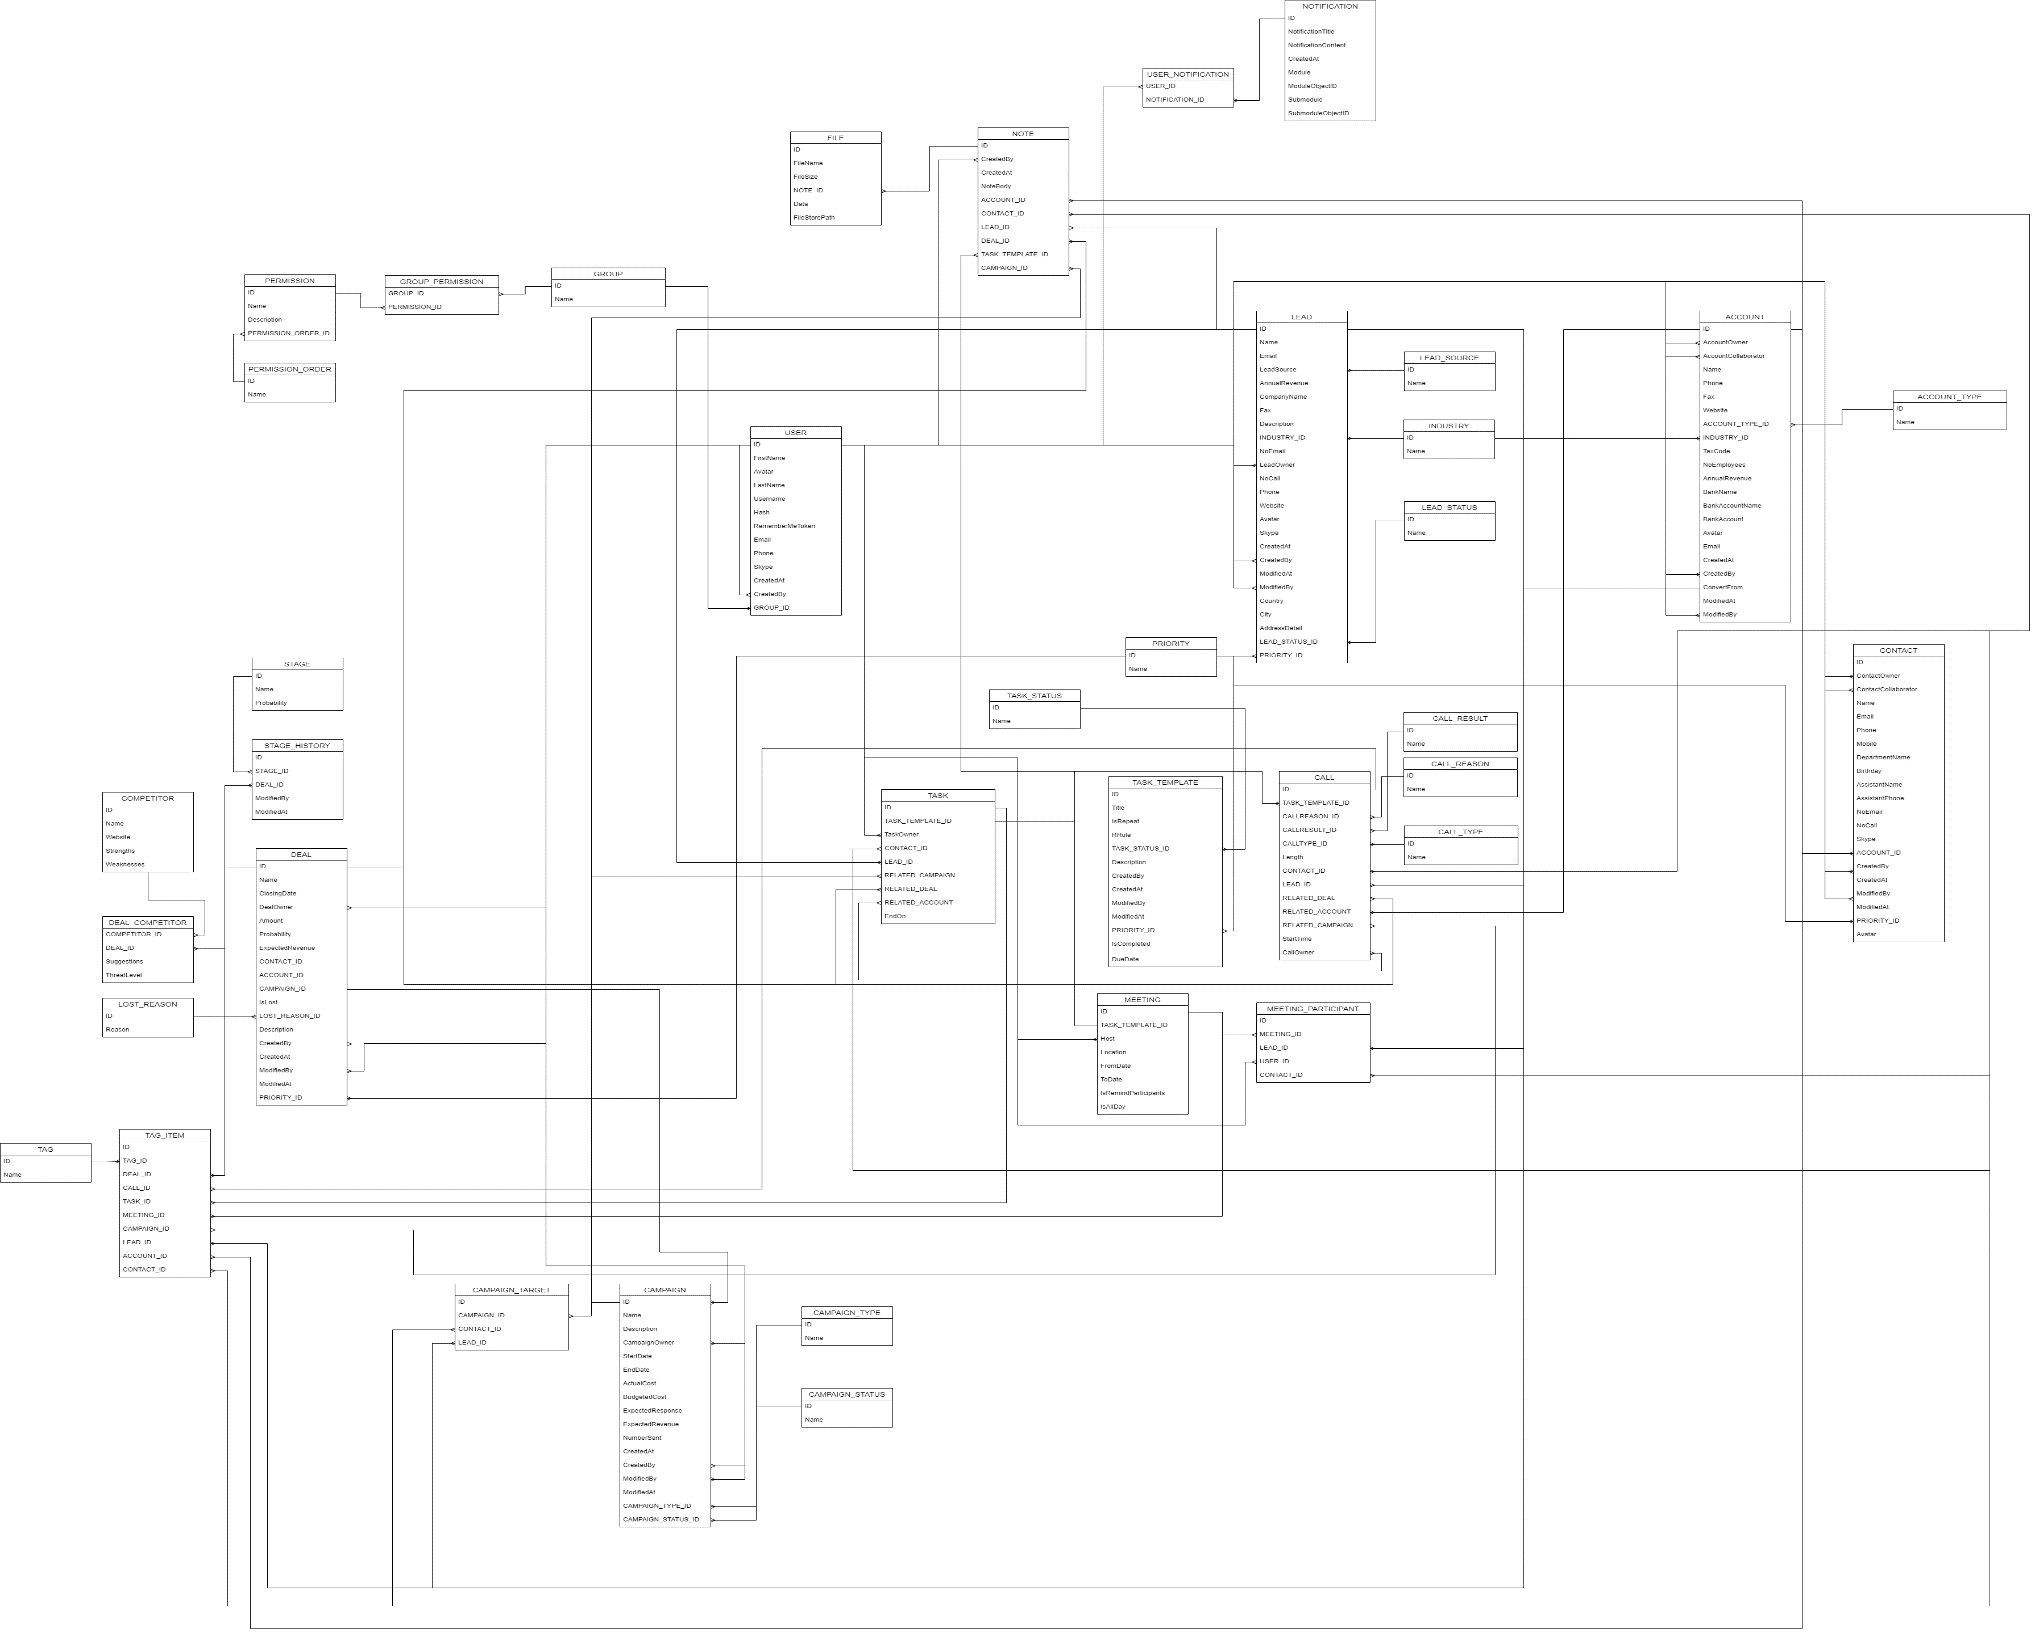 NOTIFICATION
ID
NotificationTitle
NotificationContent
CreatedAt
Module
ModuleObjectID
Submodule
SubmoduleObjectID
USER_NOTIFICATION
USER_ID
NOTIFICATION_ID
FILE
ID
FileName
FileSize
NOTE_ID
Data
FileStorePath
NOTE
ID
CreatedBy
CreatedAt
NoteBody
ACCOUNT_ID
CONTACT_ID
LEAD_ID
DEAL_ID
TASK_TEMPLATE_ID
CAMPAIGN_ID
PERMISSION
ID
Name
Description
PERMISSION_ORDER_ID
GROUP_PERMISSION
GROUP_ID
PERMISSION_ID
GROUP
ID
Name
PERMISSION_ORDER
ID
Name
LEAD
ID
Name
Email
LeadSource
AnnualRevenue
CompanyName
Fax
Description
INDUSTRY_ID
NoEmail
LeadOwner
NoCall
Phone
Website
Avatar
Skype
CreatedAt
CreatedBy
ModifiedAt
ModifiedBy
Country
City
AddressDetail
LEAD_STATUS_ID
PRIORITY_ID
LEAD_SOURCE
ID
Name
INDUSTRY
ID
Name
LEAD_STATUS
ID
Name
ACCOUNT
ID
AccountOwner
AccountCollaborator
Name
Phone
Fax
Website
ACCOUNT_TYPE_ID
INDUSTRY_ID
TaxCode
NoEmployees
AnnualRevenue
BankName
BankAccountName
BankAccount
Avatar
Email
CreatedAt
CreatedBy
ConvertFrom
ModifiedAt
ModifiedBy
ACCOUNT_TYPE
ID
Name
USER
ID
FirstName
Avatar
LastName
Username
Hash
RememberMeToken
Email
Phone
Skype
CreatedAt
CreatedBy
GROUP_ID
PRIORITY
ID
Name
TASK_STATUS
ID
Name
CONTACT
ID
ContactOwner
ContactCollaborator
Name
Email
Phone
Mobile
DepartmentName
Birthday
AssistantName
AssistantPhone
NoEmail
NoCall
Skype
ACCOUNT_ID
CreatedBy
CreatedAt
ModifiedBy
ModifiedAt
PRIORITY_ID
Avatar
STAGE
ID
Name
Probability
STAGE_HISTORY
ID
STAGE_ID
DEAL_ID
ModifiedBy
ModifiedAt
COMPETITOR
ID
Name
Website
Strengths
Weaknesses
DEAL
ID
Name
ClosingDate
DealOwner
Amount
Probability
ExpectedRevenue
CONTACT_ID
ACCOUNT_ID
CAMPAIGN_ID
IsLost
LOST_REASON_ID
Description
CreatedBy
CreatedAt
ModifiedBy
ModifiedAt
PRIORITY_ID
DEAL_COMPETITOR
COMPETITOR_ID
DEAL_ID
Suggestions
ThreatLevel
LOST_REASON
ID
Reason
TASK
ID
TASK_TEMPLATE_ID
TaskOwner
CONTACT_ID
LEAD_ID
RELATED_CAMPAIGN
RELATED_DEAL
RELATED_ACCOUNT
EndOn
TASK_TEMPLATE
ID
Title
IsRepeat
RRule
TASK_STATUS_ID
Description
CreatedBy
CreatedAt
ModifiedBy
ModifiedAt
PRIORITY_ID
IsCompleted
DueDate
CALL
ID
TASK_TEMPLATE_ID
CALLREASON_ID
CALLRESULT_ID
CALLTYPE_ID
Length
CONTACT_ID
LEAD_ID
RELATED_DEAL
RELATED_ACCOUNT
RELATED_CAMPAIGN
StartTime
CallOwner
CALL_RESULT
ID
Name
CALL_REASON
ID
Name
CALL_TYPE
ID
Name
MEETING
ID
TASK_TEMPLATE_ID
Host
Location
FromDate
ToDate
IsRemindParticipants
IsAllDay
MEETING_PARTICIPANT
ID
MEETING_ID
LEAD_ID
USER_ID
CONTACT_ID
TAG
ID
Name
TAG_ITEM
ID
TAG_ID
DEAL_ID
CALL_ID
TASK_ID
MEETING_ID
CAMPAIGN_ID
LEAD_ID
ACCOUNT_ID
CONTACT_ID
CAMPAIGN_TARGET
ID
CAMPAIGN_ID
CONTACT_ID
LEAD_ID
CAMPAIGN
ID
Name
Description
CampaignOwner
StartDate
EndDate
ActualCost
BudgetedCost
ExpectedResponse
ExpectedRevenue
NumberSent
CreatedAt
CreatedBy
ModifiedBy
ModifiedAt
CAMPAIGN_TYPE_ID
CAMPAIGN_STATUS_ID
CAMPAIGN_TYPE
ID
Name
CAMPAIGN_STATUS
ID
Name